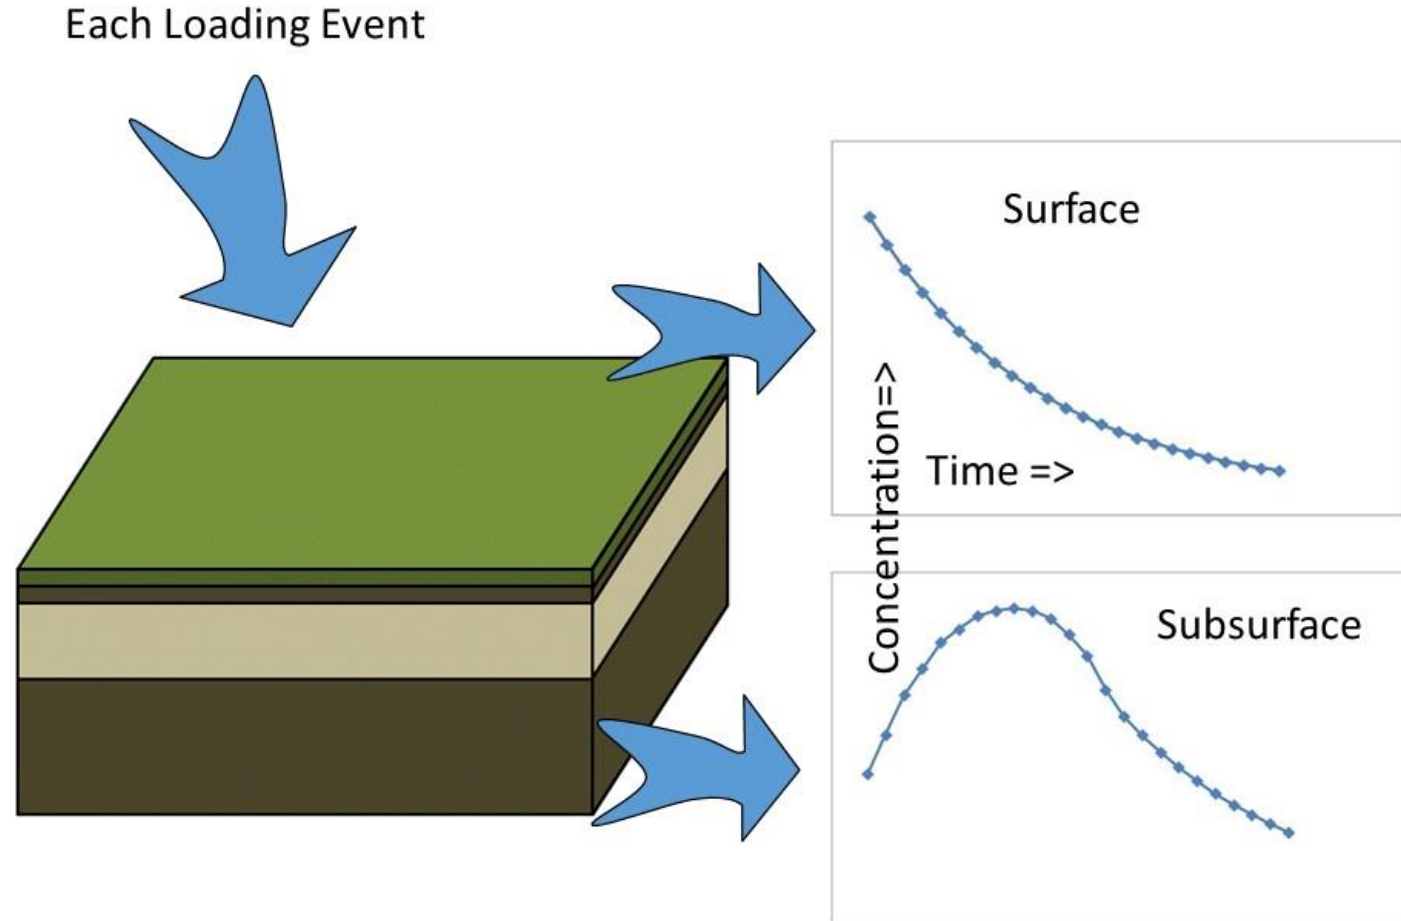 Each Loading Event
Surface
Concentration=>
Time =>
Subsurface